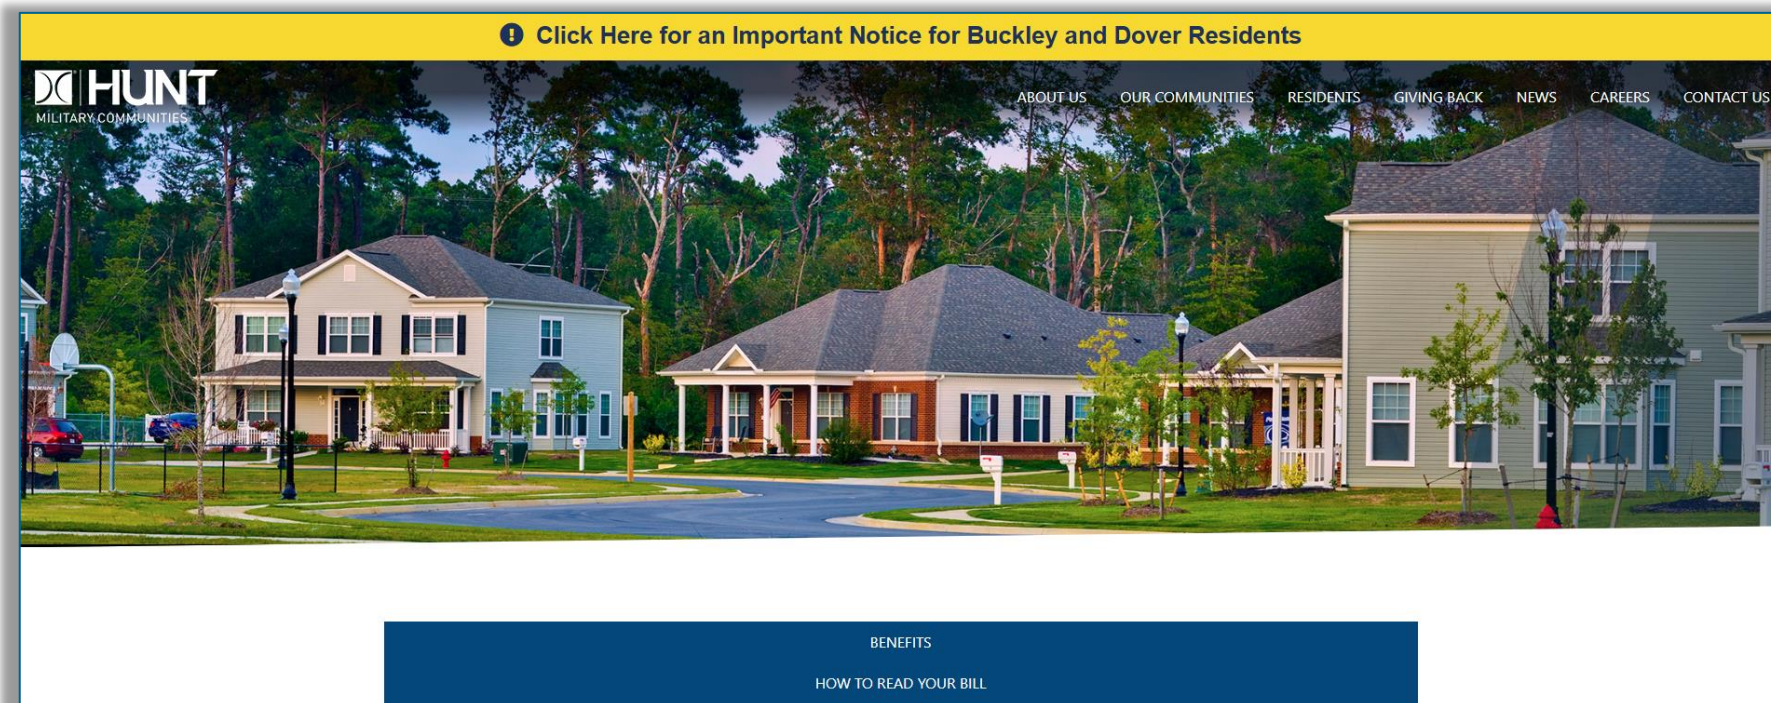 Click Here for an Important Notice for Buckley and Dover Residents
HUNT
MILITARY COMMUNITIES
ABOUT US OUR COMMUNITIES RESIDENTS GIVING BACK NEWS CAREERS CONTACT US
BENEFITS
HOW TO READ YOUR BILL